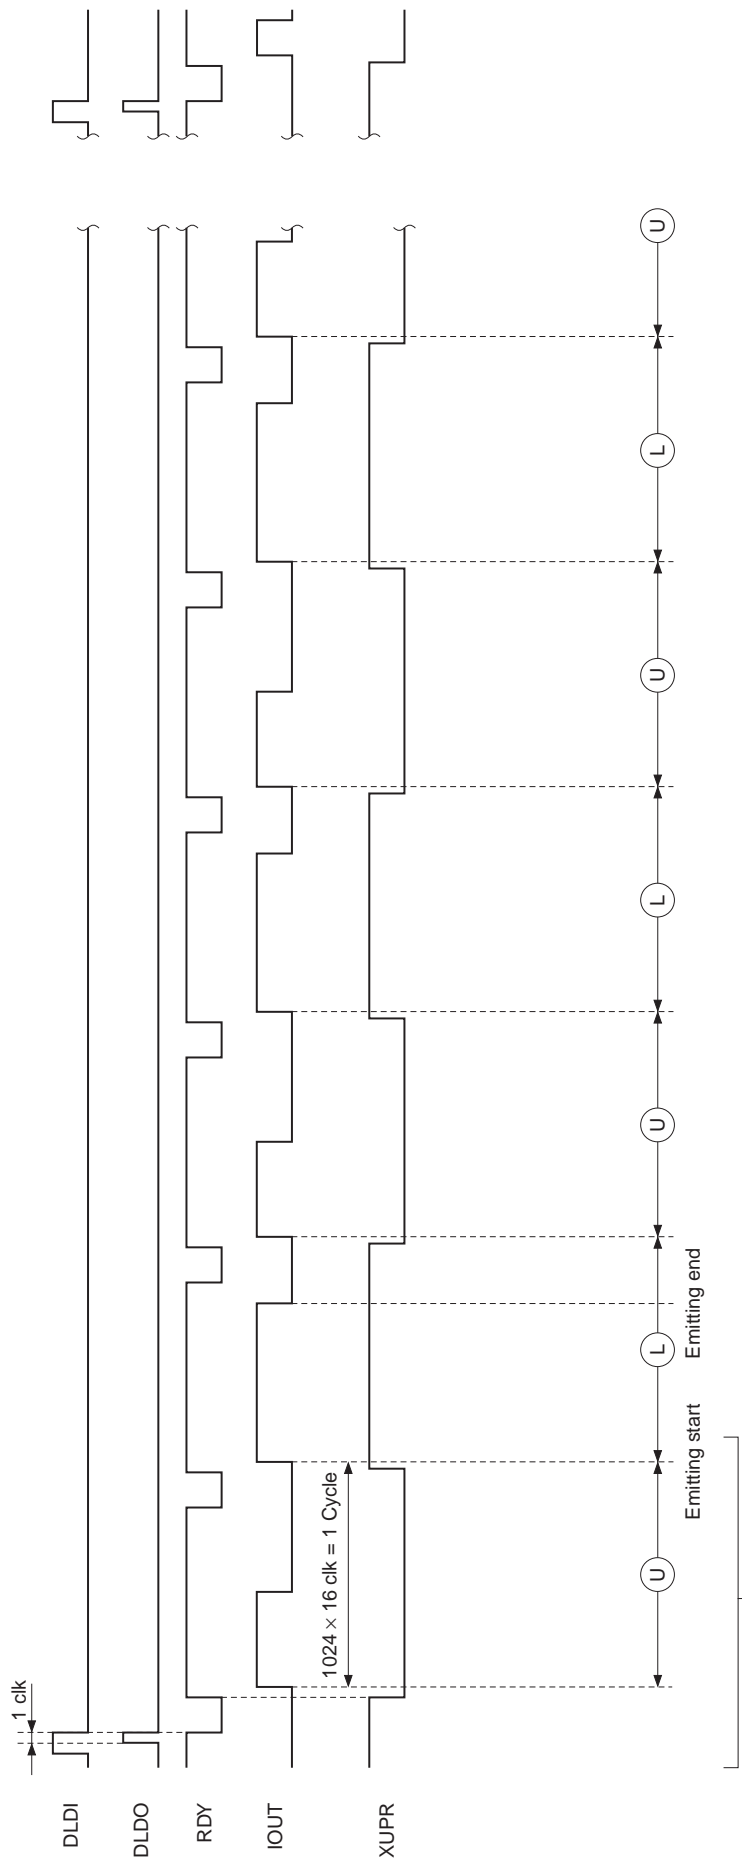 1 clk
DLDI
DLDO
RDY
IOUT
1024 × 16 clk = 1 Cycle
XUPR
U
L
U
L
U
L
U
Emitting start
Emitting end